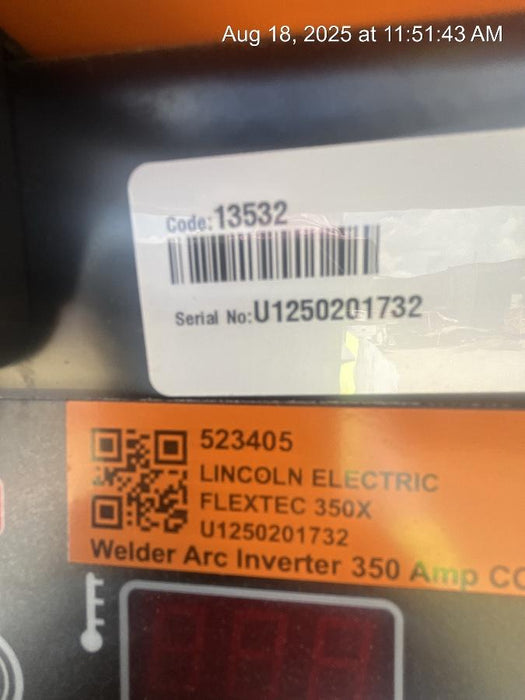 Aug 18, 2025 at 11:51:43 AM
Code:13532
Serial No:U1250201732
523405
LINCOLN ELECTRIC
FLEXTEC 350X
U1250201732
Welder Arc Inverter 350 Amp CC